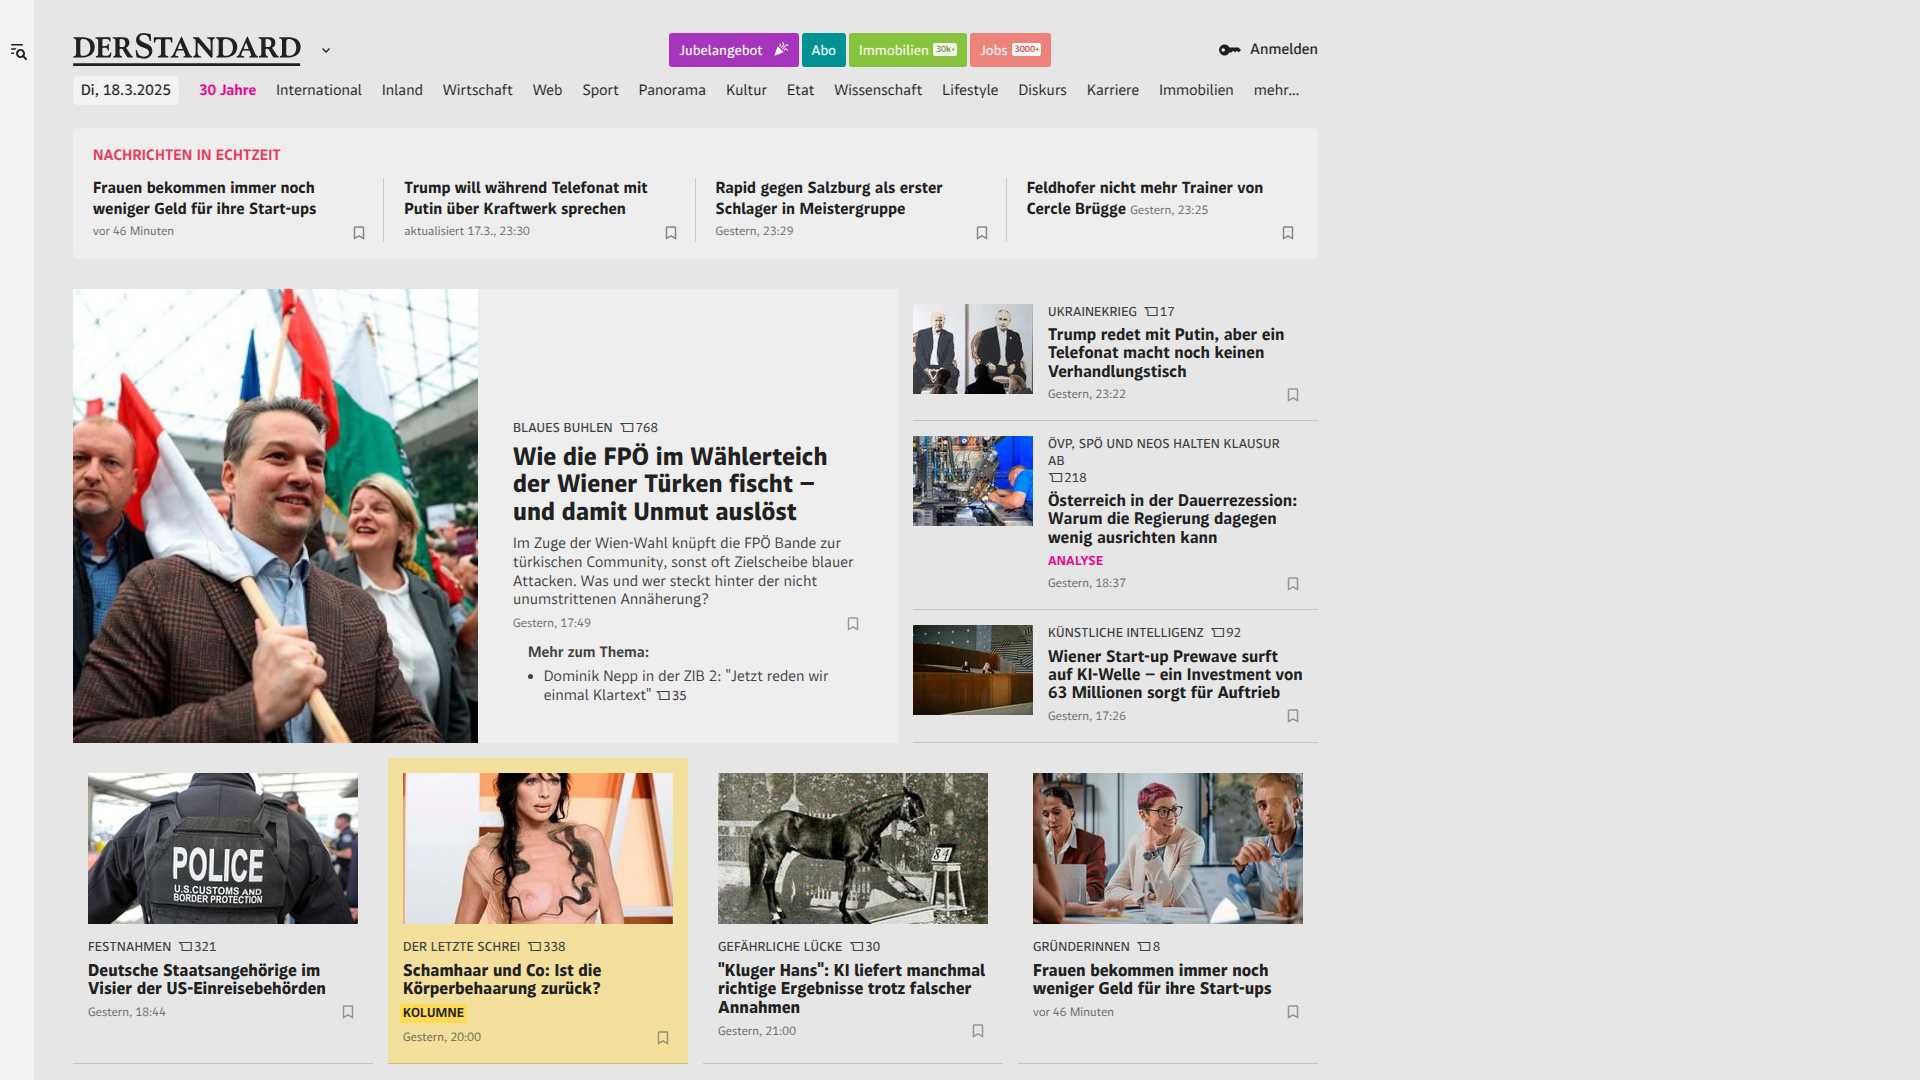 DERSTANDARD
Jubelangebot
Abo
Immobilien 30k+
Jobs 3000+
Anmelden
Di, 18.3.2025
30 Jahre
International
Inland
Wirtschaft
Web
Sport
Panorama
Kultur
Etat
Wissenschaft
Lifestyle
Diskurs
Karriere
Immobilien
mehr...
NACHRICHTEN IN ECHTZEIT
Frauen bekommen immer noch
weniger Geld für ihre Start-ups
vor 46 Minuten
Trump will während Telefonat mit
Putin über Kraftwerk sprechen
aktualisiert 17.3., 23:30
Rapid gegen Salzburg als erster
Schlager in Meistergruppe
Gestern, 23:29
Feldhofer nicht mehr Trainer von
Cercle Brügge Gestern, 23:25
BLAUES BUHLEN 768
Wie die FPÖ im Wählerteich
der Wiener Türken fischt –
und damit Unmut auslöst
Im Zuge der Wien-Wahl knüpft die FPÖ Bande zur
türkischen Community, sonst oft Zielscheibe blauer
Attacken. Was und wer steckt hinter der nicht
unumstrittenen Annäherung?
Gestern, 17:49
Mehr zum Thema:
• Dominik Nepp in der ZIB 2: "Jetzt reden wir
einmal Klartext" 35
UKRAINEKRIEG 17
Trump redet mit Putin, aber ein
Telefonat macht noch keinen
Verhandlungstisch
Gestern, 23:22
ÖVP, SPÖ UND NEOS HALTEN KLAUSUR
AB
218
Österreich in der Dauerrezession:
Warum die Regierung dagegen
wenig ausrichten kann
ANALYSE
Gestern, 18:37
KÜNSTLICHE INTELLIGENZ 92
Wiener Start-up Prewave surft
auf KI-Welle – ein Investment von
63 Millionen sorgt für Auftrieb
Gestern, 17:26
POLICE
U.S. CUSTOMS AND
BORDER PROTECTION
FESTNAHMEN 321
Deutsche Staatsangehörige im
Visier der US-Einreisebehörden
Gestern, 18:44
DER LETZTE SCHREI 338
Schamhaar und Co: Ist die
Körperbehaarung zurück?
KOLUMNE
Gestern, 20:00
84
GEFÄHRLICHE LÜCKE 30
"Kluger Hans": KI liefert manchmal
richtige Ergebnisse trotz falscher
Annahmen
Gestern, 21:00
GRÜNDERINNEN 8
Frauen bekommen immer noch
weniger Geld für ihre Start-ups
vor 46 Minuten